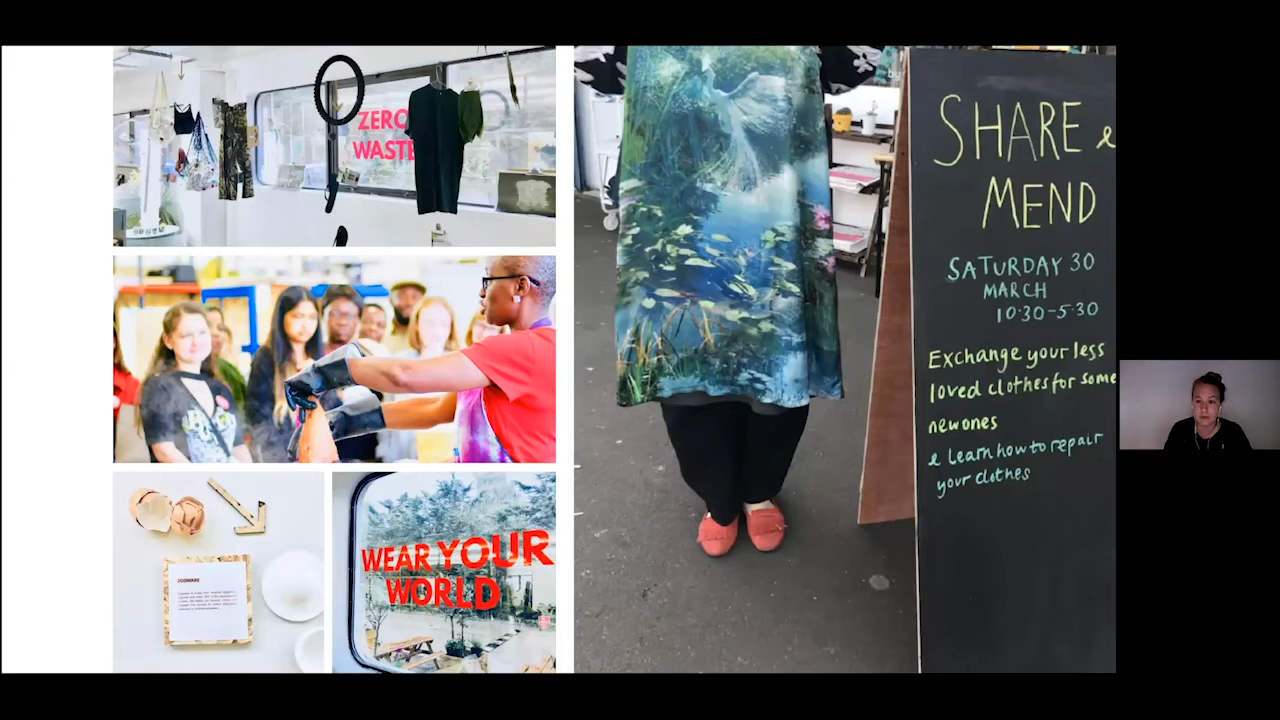 ZERO
WASTE
WEAR YOUR
WORLD
SHARE &
MEND
SATURDAY 30
MARCH
10·30-5·30
Exchange your less
loved clothes for some
new ones
& learn how to repair
your clothes